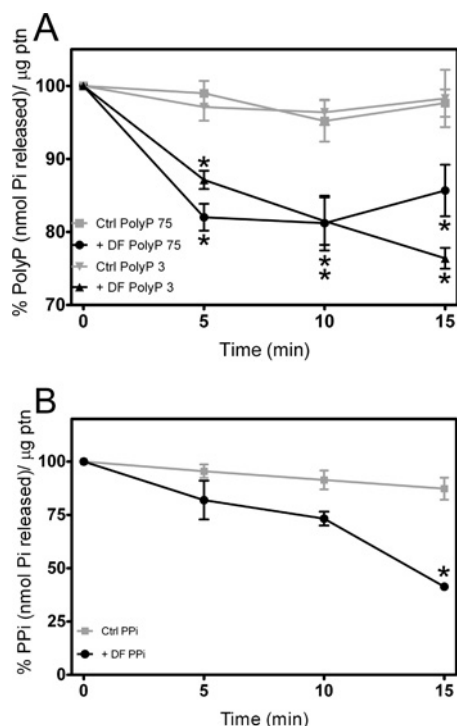 A
% PolyP (nmol Pi released)/ μg ptn
100
90
80
70
*
*
*
*
*
*
Ctrl PolyP 75
+ DF PolyP 75
Ctrl PolyP 3
+ DF PolyP 3
0 5 10 15
Time (min)
B
% PPi (nmol Pi released)/ μg ptn
100
75
50
25
0
*
Ctrl PPi
+ DF PPi
0 5 10 15
Time (min)